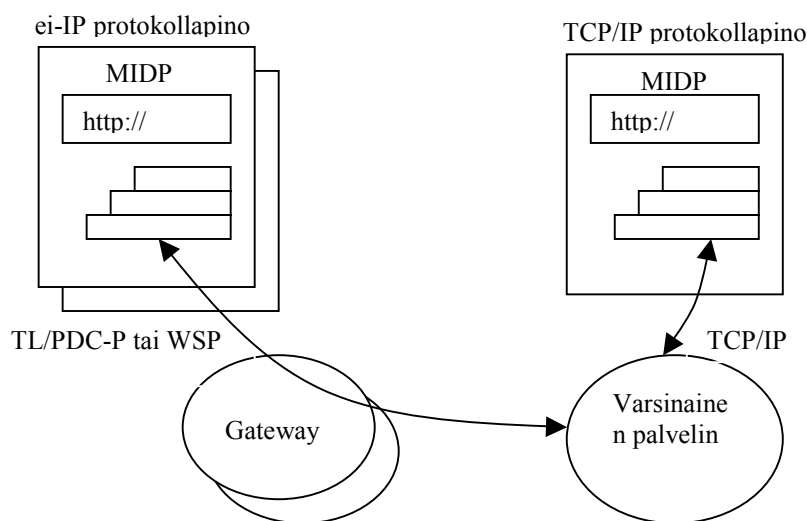 ei-IP protokollapino
TCP/IP protokollapino
MIDP
MIDP
http://
http://
TL/PDC-P tai WSP
TCP/IP
Gateway
Varsinaine
n palvelin